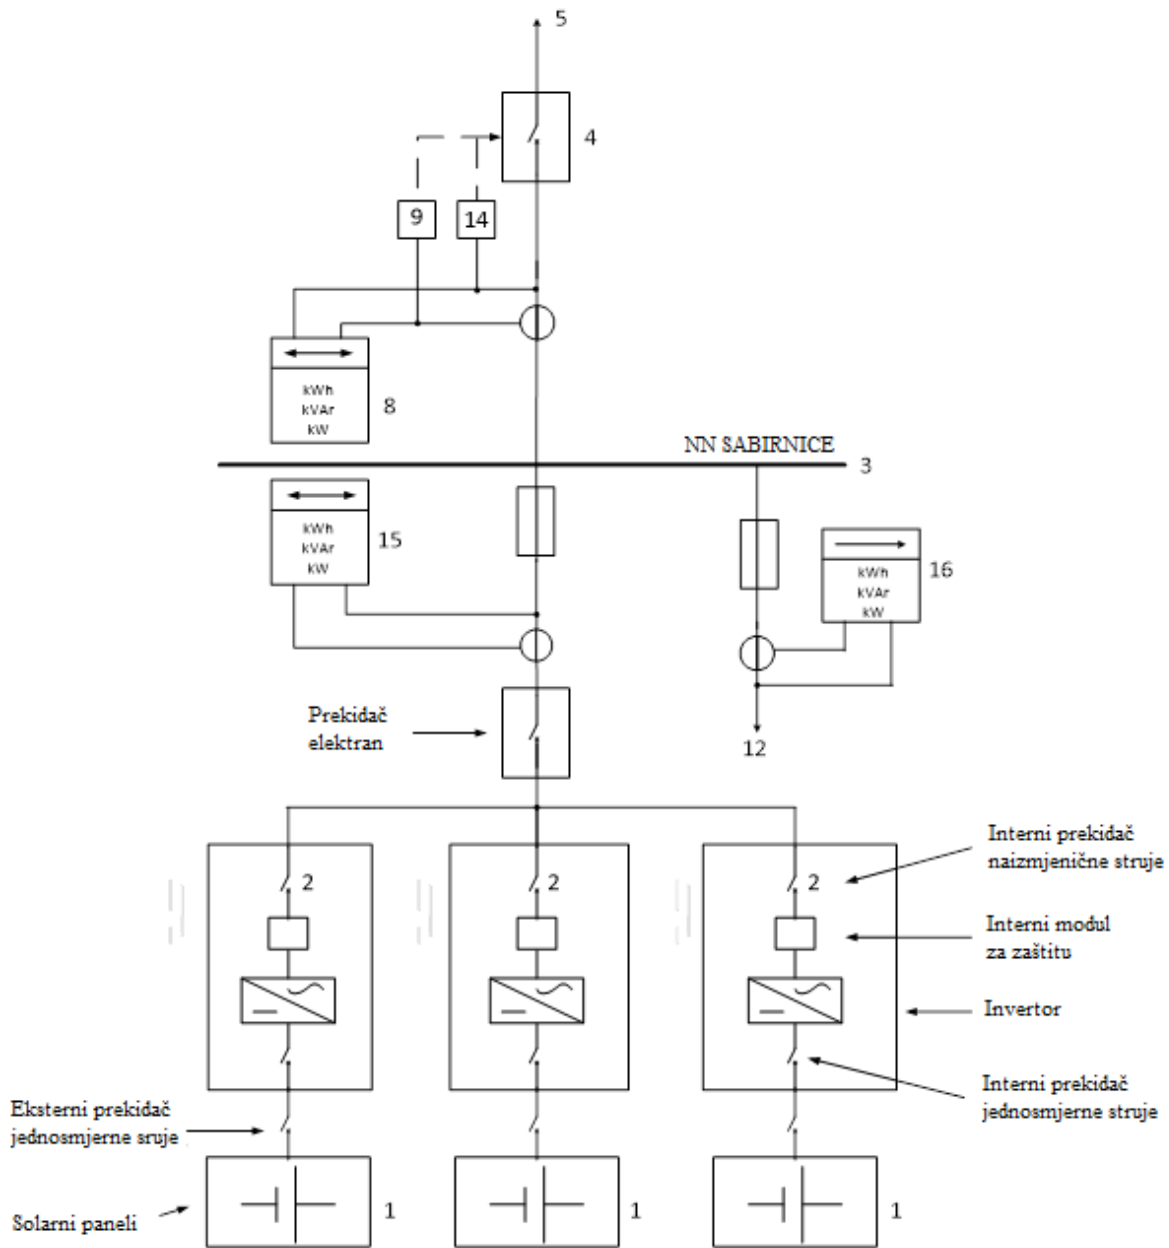 5
4
9
14
kWh
kVAr
kW
8
NN SABIRNICE
3
kWh
kVAr
kW
15
kWh
kVAr
kW
16
12
Prekidač
elektran
2
2
2
Interni prekidač
naizmjenične struje
Interni modul
za zaštitu
Invertor
Interni prekidač
jednosmjerne struje
Eksterni prekidač
jednosmjerne sruje
Solarni paneli
1
1
1